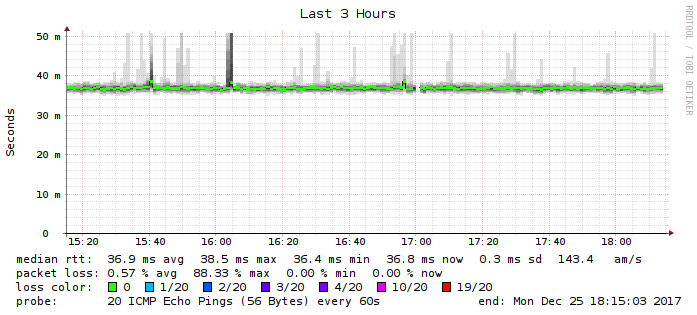 Last 3 Hours
RRDTOOL / TOBI OETIKER
Seconds
50 m
40 m
30 m
20 m
10 m
0
15:20 15:40 16:00 16:20 16:40 17:00 17:20 17:40 18:00
median rtt: 36.9 ms avg 38.5 ms max 36.4 ms min 36.8 ms now 0.3 ms sd 143.4 am/s
packet loss: 0.57 % avg 88.33 % max 0.00 % min 0.00 % now
loss color: 0 1/20 2/20 3/20 4/20 10/20 19/20
probe: 20 ICMP Echo Pings (56 Bytes) every 60s end: Mon Dec 25 18:15:03 2017